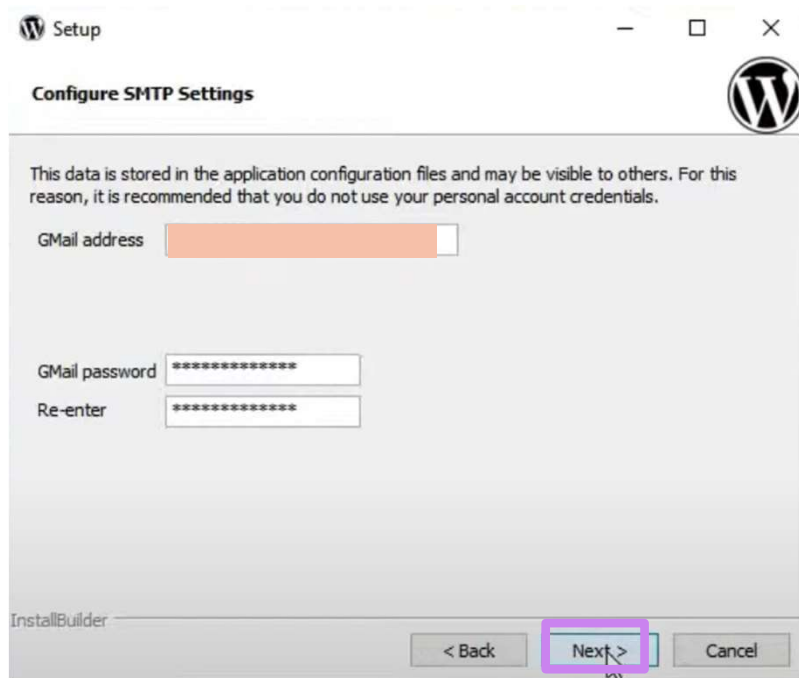 Setup
Configure SMTP Settings
This data is stored in the application configuration files and may be visible to others. For this
reason, it is recommended that you do not use your personal account credentials.
GMail address
GMail password *************
Re-enter *************
InstallBuilder
< Back Next > Cancel